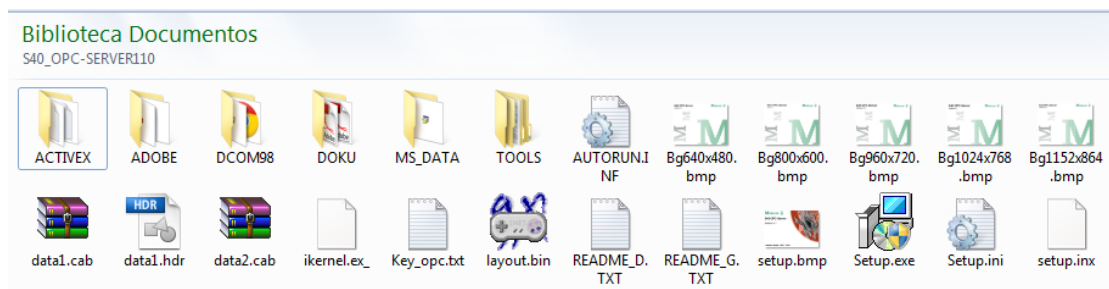 Biblioteca Documentos
S40_OPC-SERVER110
ACTIVEX
ADOBE
DCOM98
DOKU
MS_DATA
TOOLS
AUTORUN.I
NF
Bg640x480.
bmp
Bg800x600.
bmp
Bg960x720.
bmp
Bg1024x768
.bmp
Bg1152x864
.bmp
HDR
data1.cab
data1.hdr
data2.cab
ikernel.ex_
Key_opc.txt
layout.bin
README_D.
TXT
README_G.
TXT
setup.bmp
Setup.exe
Setup.ini
setup.inx